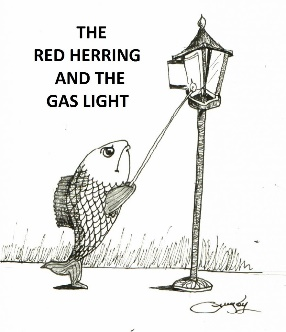 THE
RED HERRING
AND THE
GAS LIGHT